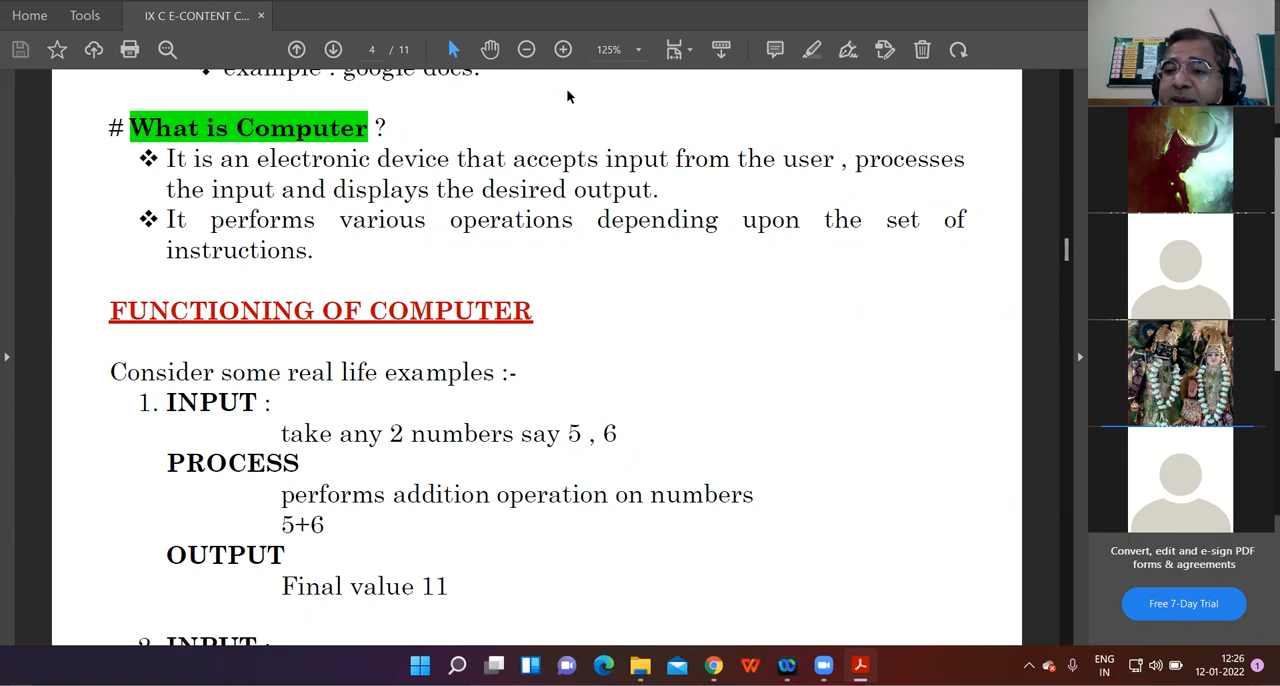 Home Tools IX C E-CONTENT C... ×
4 / 11 125%
example : google docs.
# What is Computer ?
❖ It is an electronic device that accepts input from the user , processes
the input and displays the desired output.
❖ It performs various operations depending upon the set of
instructions.
FUNCTIONING OF COMPUTER
Consider some real life examples :-
1. INPUT :
take any 2 numbers say 5 , 6
PROCESS
performs addition operation on numbers
5+6
OUTPUT
Final value 11
2. INPUT :
Convert, edit and e-sign PDF
forms & agreements
Free 7-Day Trial
ENG
IN
12:26
12-01-2022
1